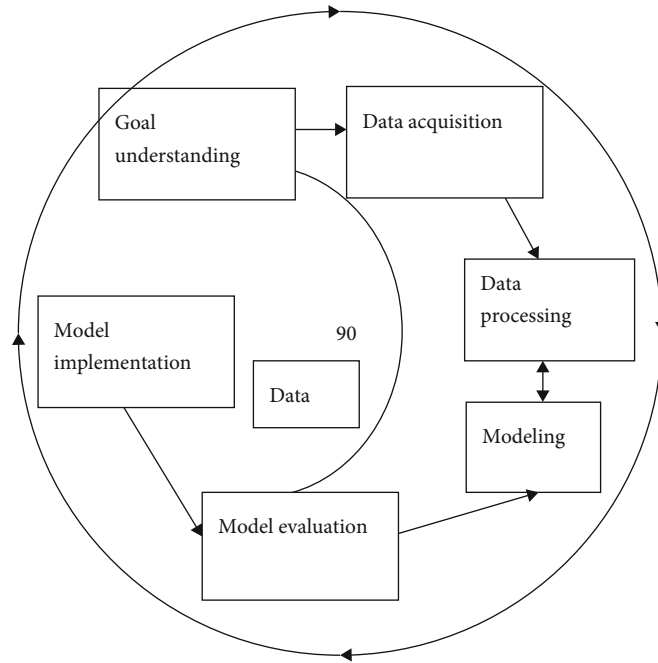 Goal
understanding
Data acquisition
Data
processing
Model
implementation
90
Data
Modeling
Model evaluation